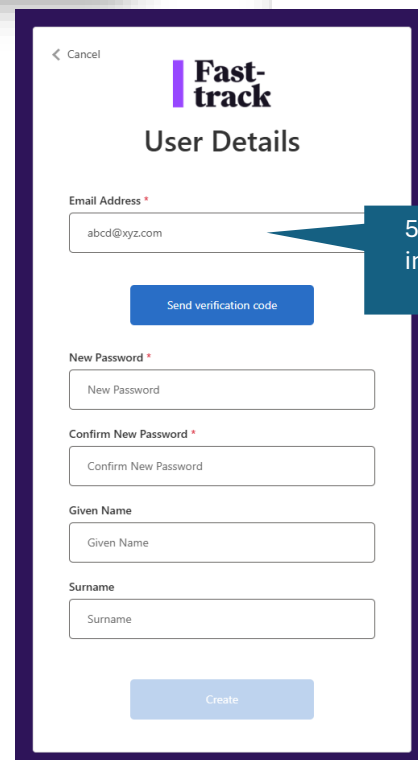 Cancel
Fast-
track
User Details
Email Address *
abcd@xyz.com
5
Send verification code
New Password *
New Password
Confirm New Password *
Confirm New Password
Given Name
Given Name
Surname
Surname
Create